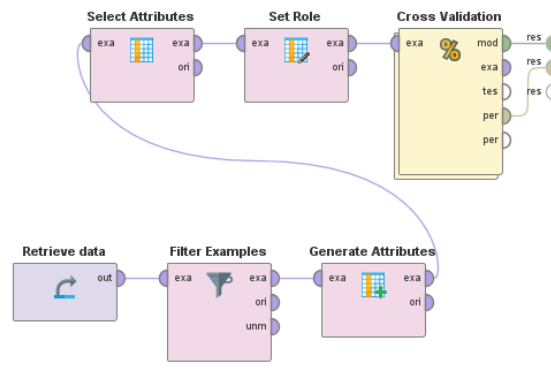 Select Attributes
Set Role
Cross Validation
exa exa
ori
exa exa
ori
exa mod
exa
tes
per
per
res
res
res
Retrieve data
Filter Examples
Generate Attributes
out
exa exa
ori
unm
exa exa
ori